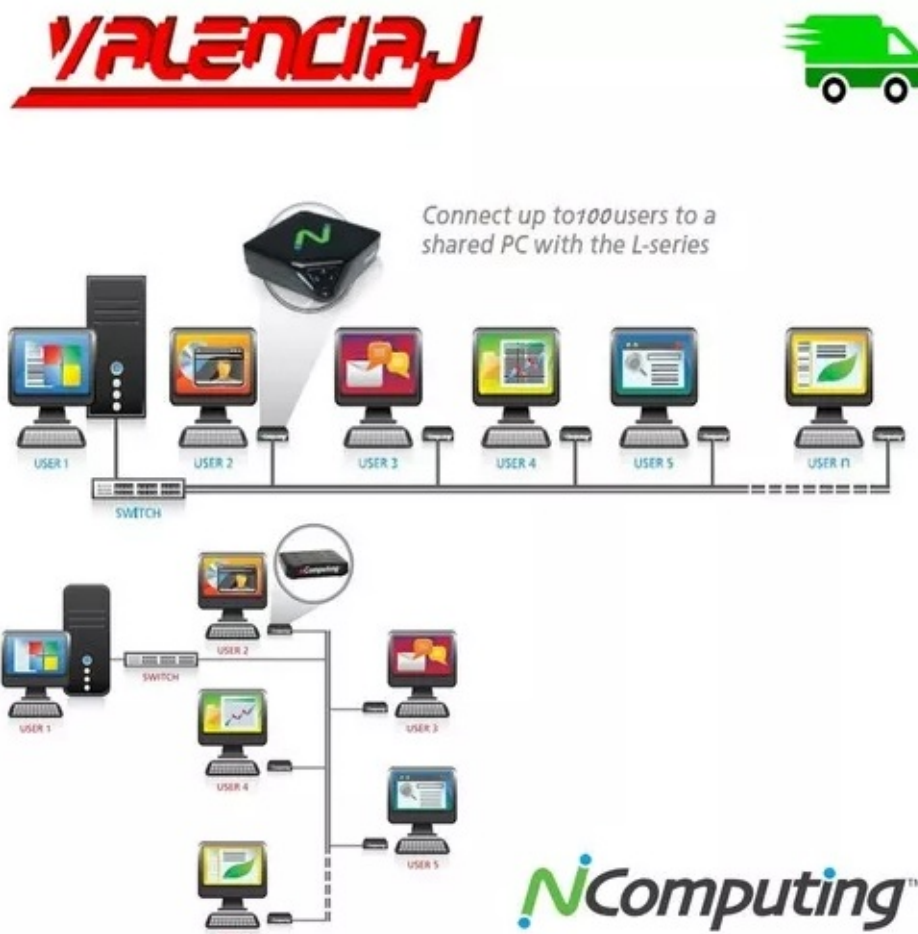 VALENCIAJ
Connect up to100users to a
shared PC with the L-series
USER 1
USER 2
USER 3
USER 4
USER 5
USER n
SWITCH
nComputing
USER 2
SWITCH
USER 1
USER 3
USER 4
USER 5
NComputing™